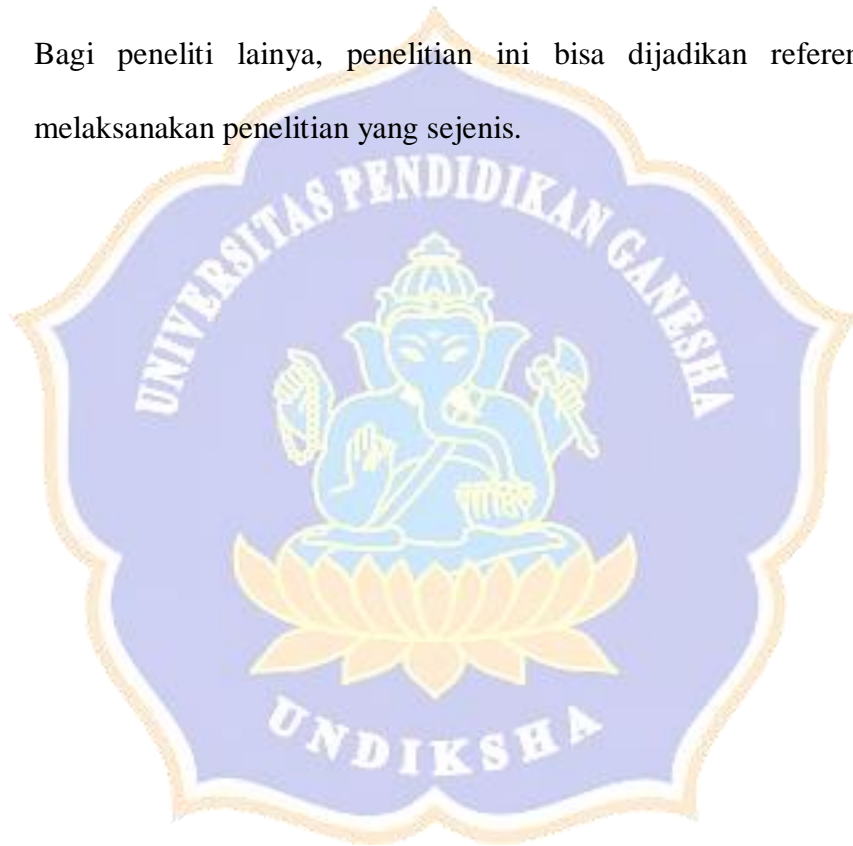 Bagi peneliti lainya, penelitian ini bisa dijadikan referen
melaksanakan penelitian yang sejenis.
UNIVERSITAS PENDIDIKAN GANESHA
UNDIKSHA